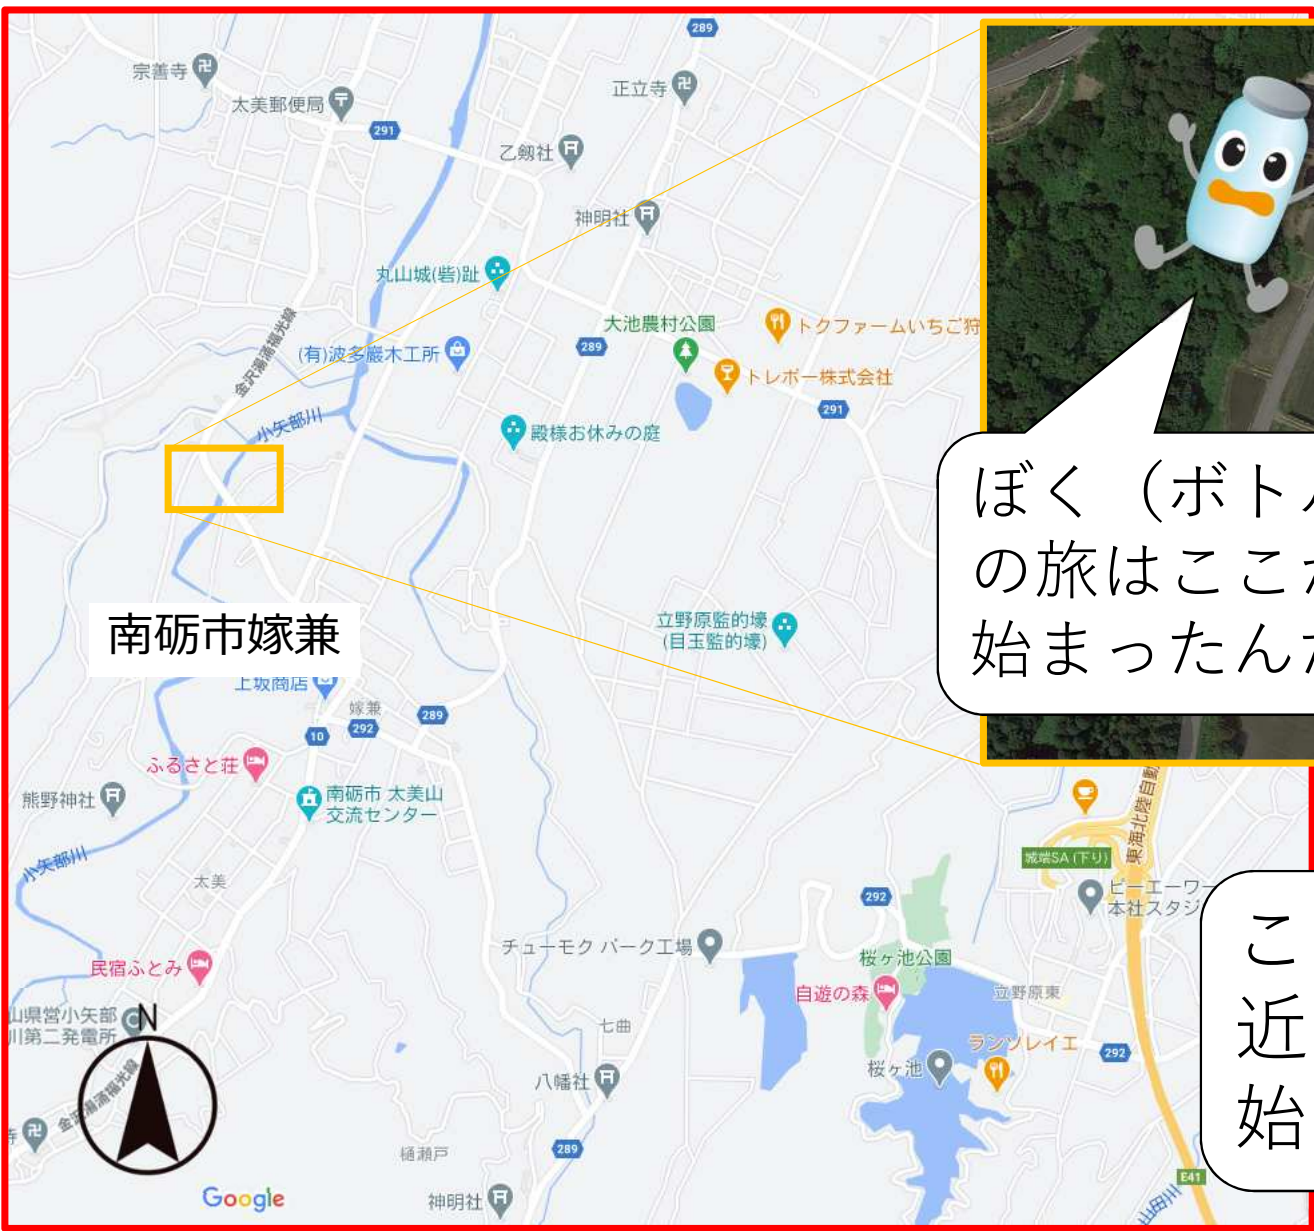 289
宗善寺
正立寺
太美郵便局
291
乙剱社
神明社
丸山城(砦)趾
大池農村公園
トクファームいちご狩
(有)波多巌木工所
289
トレボー株式会社
金沢湯涌福光線
291
小矢部川
殿様お休みの庭
ぼく（ボトル
の旅はここか
始まったんだ
南砺市嫁兼
立野原監的壕
(目玉監的壕)
上坂商店
嫁兼
292
289
10
ふるさと荘
熊野神社
南砺市 太美山
交流センター
東海北陸自動
城端SA (下り)
小矢部川
太美
292
ピーエーワー
本社スタジ
こ
近
始
チューモク パーク工場
桜ヶ池公園
民宿ふとみ
自遊の森
立野原東
山県営小矢部
川第二発電所
N
七曲
ランソレイエ
292
桜ヶ池
八幡社
金沢湯涌福光線
寺
樋瀬戸
289
E41
山田川
Google
神明社